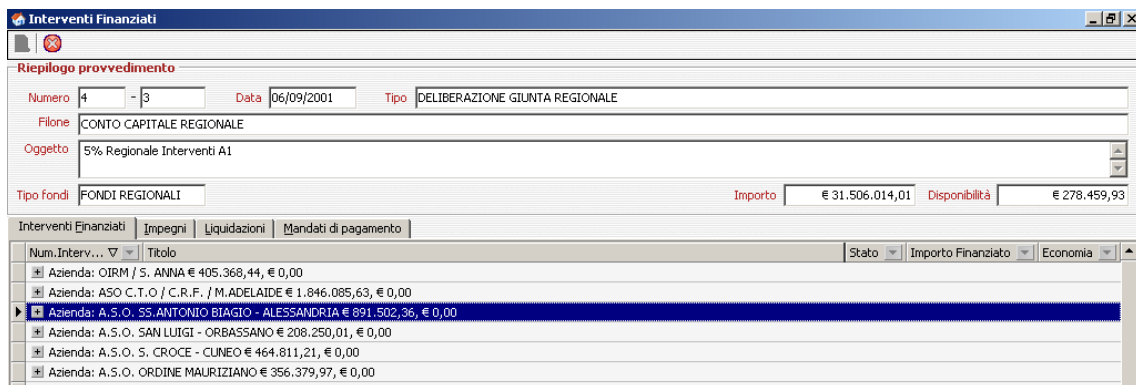 Interventi Finanziati
Riepilogo provvedimento
Numero 4 - 3 Data 06/09/2001 Tipo DELIBERAZIONE GIUNTA REGIONALE
Filone CONTO CAPITALE REGIONALE
Oggetto 5% Regionale Interventi A1
Tipo fondi FONDI REGIONALI Importo € 31.506.014,01 Disponibilità € 278.459,93
Interventi Finanziati Impegni Liquidazioni Mandati di pagamento
Num.Interv... Titolo Stato Importo Finanziato Economia
Azienda: OIRM / S. ANNA € 405.368,44, € 0,00
Azienda: ASO C.T.O / C.R.F. / M.ADELAIDE € 1.846.085,63, € 0,00
Azienda: A.S.O. SS.ANTONIO BIAGIO - ALESSANDRIA € 891.502,36, € 0,00
Azienda: A.S.O. SAN LUIGI - ORBASSANO € 208.250,01, € 0,00
Azienda: A.S.O. S. CROCE - CUNEO € 464.811,21, € 0,00
Azienda: A.S.O. ORDINE MAURIZIANO € 356.379,97, € 0,00